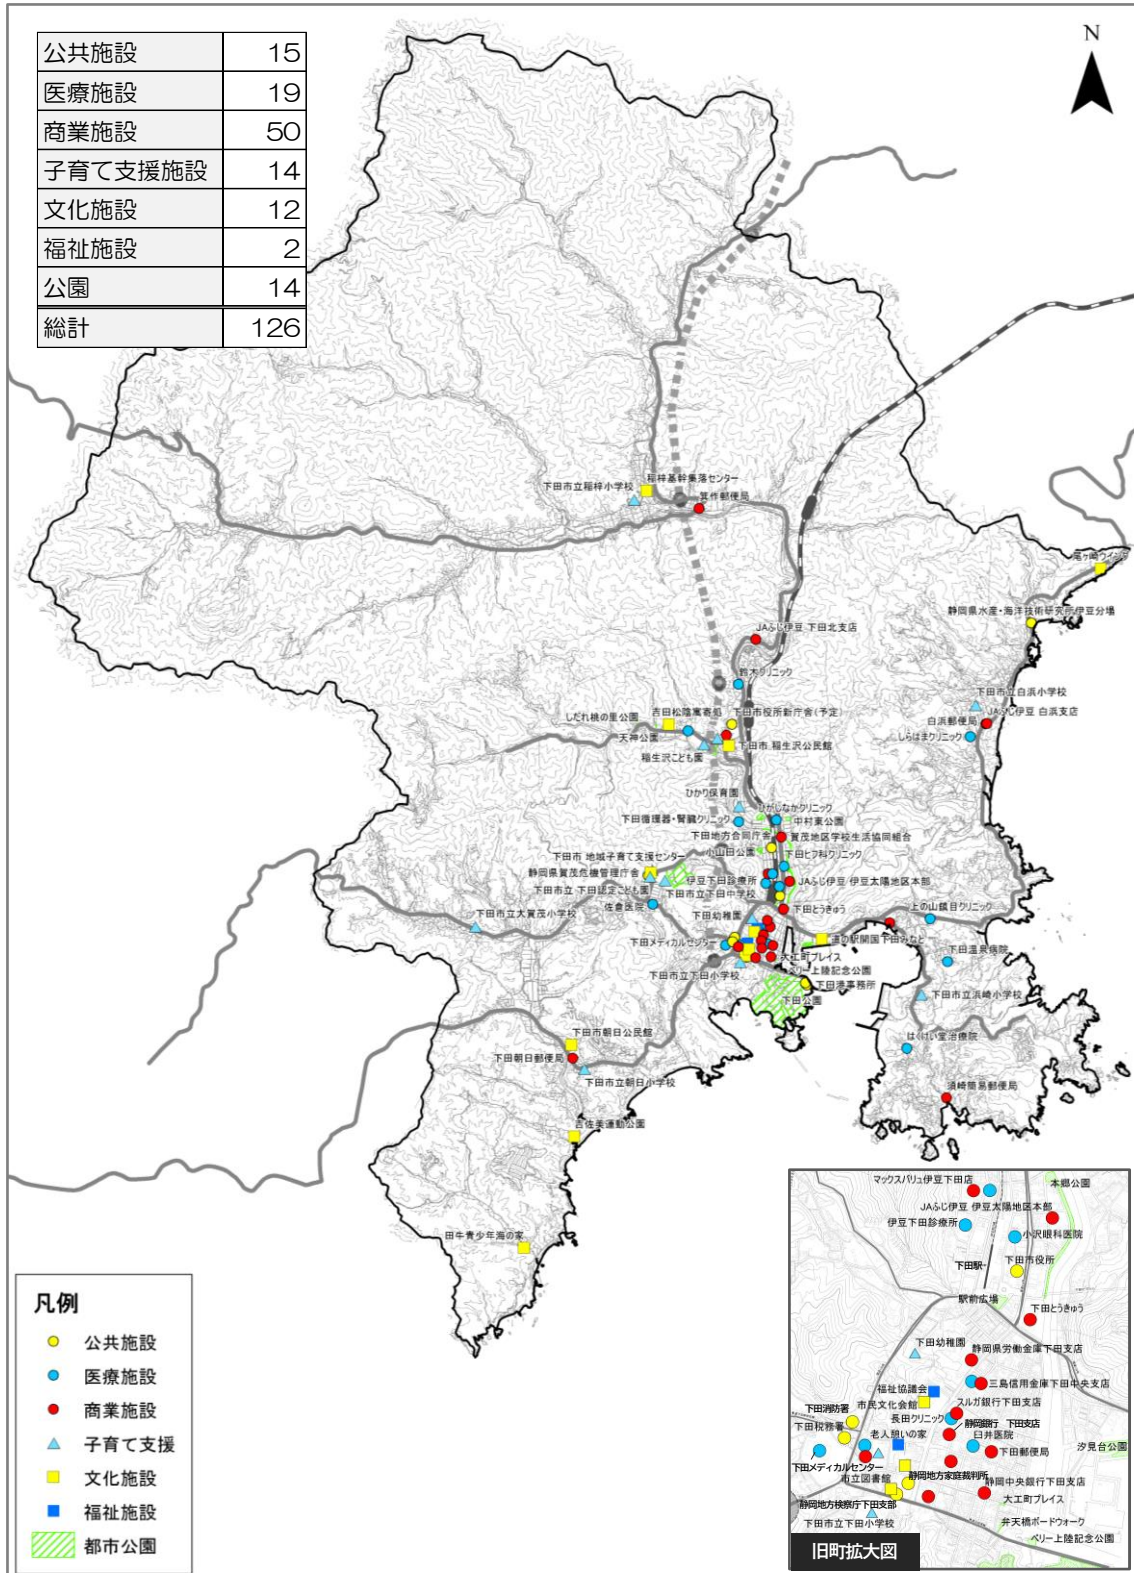 公共施設 15
医療施設 19
商業施設 50
子育て支援施設 14
文化施設 12
福祉施設 2
公園 14
総計 126
N
稲梓基幹集落センター
下田市立稲梓小学校
箕作郵便局
尾ヶ崎ウイング
静岡県水産・海洋技術研究所伊豆分場
JAふじ伊豆 下田北支店
鈴木クリニック
下田市立白浜小学校
JAふじ伊豆 白浜支店
白浜郵便局
しらはまクリニック
吉田松陰寓寄処
下田市役所新庁舎(予定)
しだれ桃の里公園
天神公園
下田市 稲生沢公民館
稲生沢こども園
ひかり保育園
ひがしなかクリニック
下田循環器・腎臓クリニック
中村東公園
下田地方合同庁舎
賀茂地区学校生活協同組合
小山田公園
下田ヒフ科クリニック
下田市 地域子育て支援センター
静岡県賀茂危機管理庁舎
伊豆下田診療所
JAふじ伊豆 伊豆太陽地区本部
下田市立 下田認定こども園
下田市立下田中学校
佐倉医院
下田とうきゅう
下田市立大賀茂小学校
下田幼稚園
上の山鎮目クリニック
下田メディカルセンター
道の駅開国下田みなと
下田温泉病院
大工町プレイス
ペリー上陸記念公園
下田市立下田小学校
下田港事務所
下田公園
下田市立浜崎小学校
下田市朝日公民館
はくけい堂治療院
下田朝日郵便局
下田市立朝日小学校
須崎簡易郵便局
吉佐美運動公園
田牛青少年海の家
凡例
公共施設
医療施設
商業施設
子育て支援
文化施設
福祉施設
都市公園
マックスバリュ伊豆下田店
本郷公園
JAふじ伊豆 伊豆太陽地区本部
伊豆下田診療所
小沢眼科医院
下田駅
下田市役所
駅前広場
下田とうきゅう
下田幼稚園
静岡県労働金庫下田支店
福祉協議会
三島信用金庫下田中央支店
市民文化会館
スルガ銀行下田支店
下田消防署
長田クリニック
下田税務署
静岡銀行 下田支店
老人憩いの家
臼井医院
汐見台公園
下田郵便局
下田メディカルセンター
静岡地方家庭裁判所
市立図書館
静岡中央銀行下田支店
静岡地方検察庁下田支部
大工町プレイス
下田市立下田小学校
弁天橋ボードウォーク
ペリー上陸記念公園
旧町拡大図